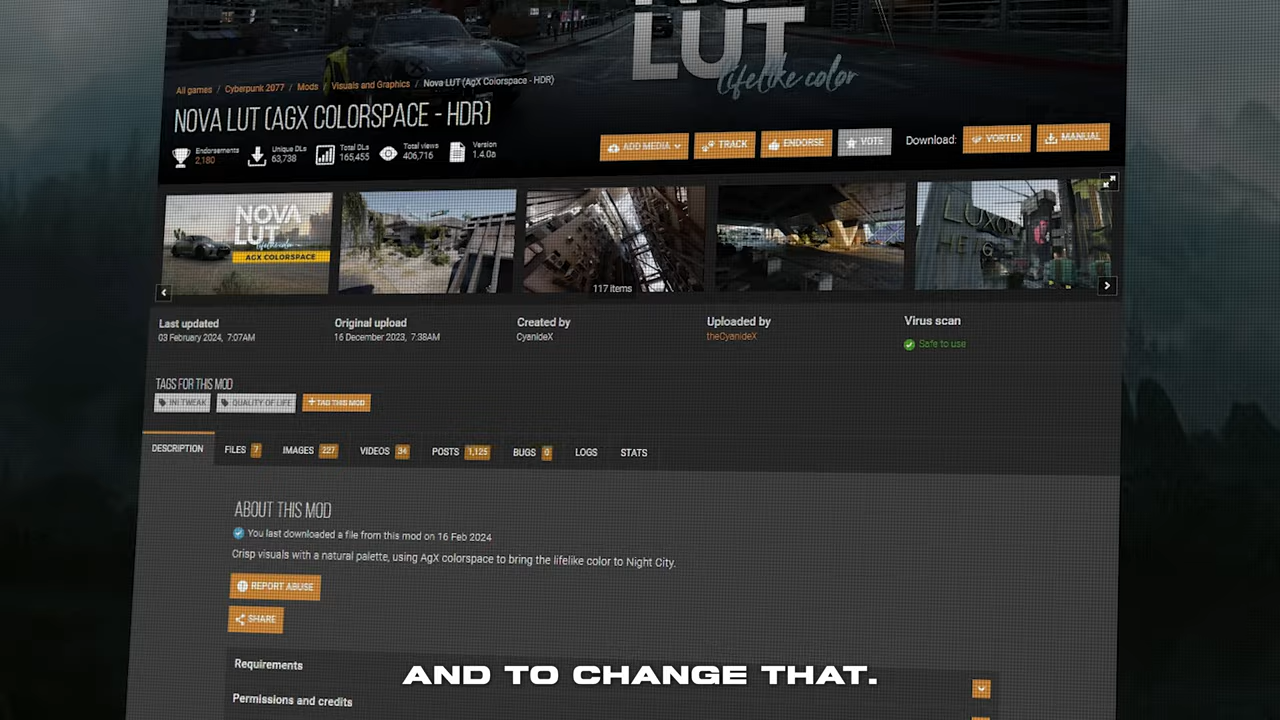 LUT
lifelike color
All games / Cyberpunk 2077 / Mods / Visuals and Graphics / Nova LUT (AgX Colorspace - HDR)
NOVA LUT (AGX COLORSPACE - HDR)
Endorsements
2,180
Unique DLs
63,738
Total DLs
165,455
Total views
406,716
Version
1.4.0a
ADD MEDIA
TRACK
ENDORSE
VOTE
Download:
VORTEX
MANUAL
NOVA
LUT
lifelike color
AGX COLORSPACE
LUXOR
HEIG
117 items
Last updated
03 February 2024, 7:07AM
Original upload
16 December 2023, 7:38AM
Created by
CyanideX
Uploaded by
theCyanideX
Virus scan
Safe to use
TAGS FOR THIS MOD
INI TWEAK
QUALITY OF LIFE
+ TAG THIS MOD
DESCRIPTION
FILES 7
IMAGES 227
VIDEOS 34
POSTS 1,125
BUGS 0
LOGS
STATS
ABOUT THIS MOD
You last downloaded a file from this mod on 16 Feb 2024
Crisp visuals with a natural palette, using AgX colorspace to bring the lifelike color to Night City.
REPORT ABUSE
SHARE
Requirements
AND TO CHANGE THAT.
Permissions and credits